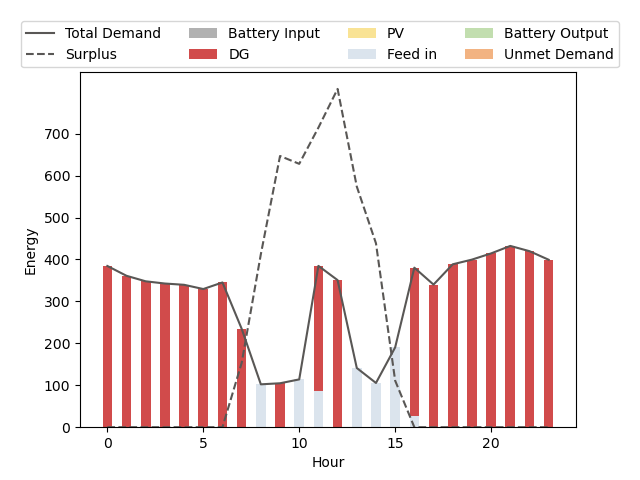 Total Demand Battery Input PV Battery Output
Surplus DG Feed in Unmet Demand
700
600
500
400
300
200
100
0
Energy
0 5 10 15 20
Hour